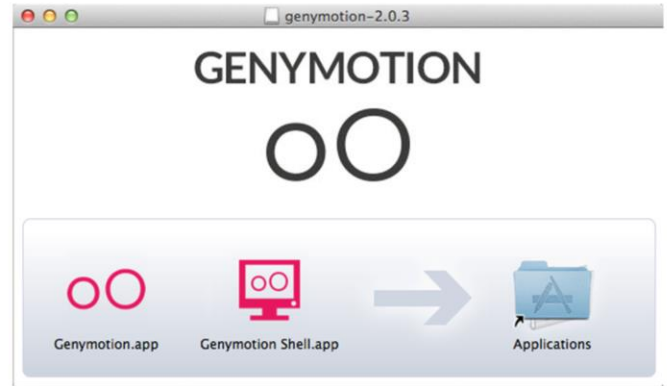 genymotion-2.0.3
GENYMOTION
Genymotion.app
Genymotion Shell.app
Applications